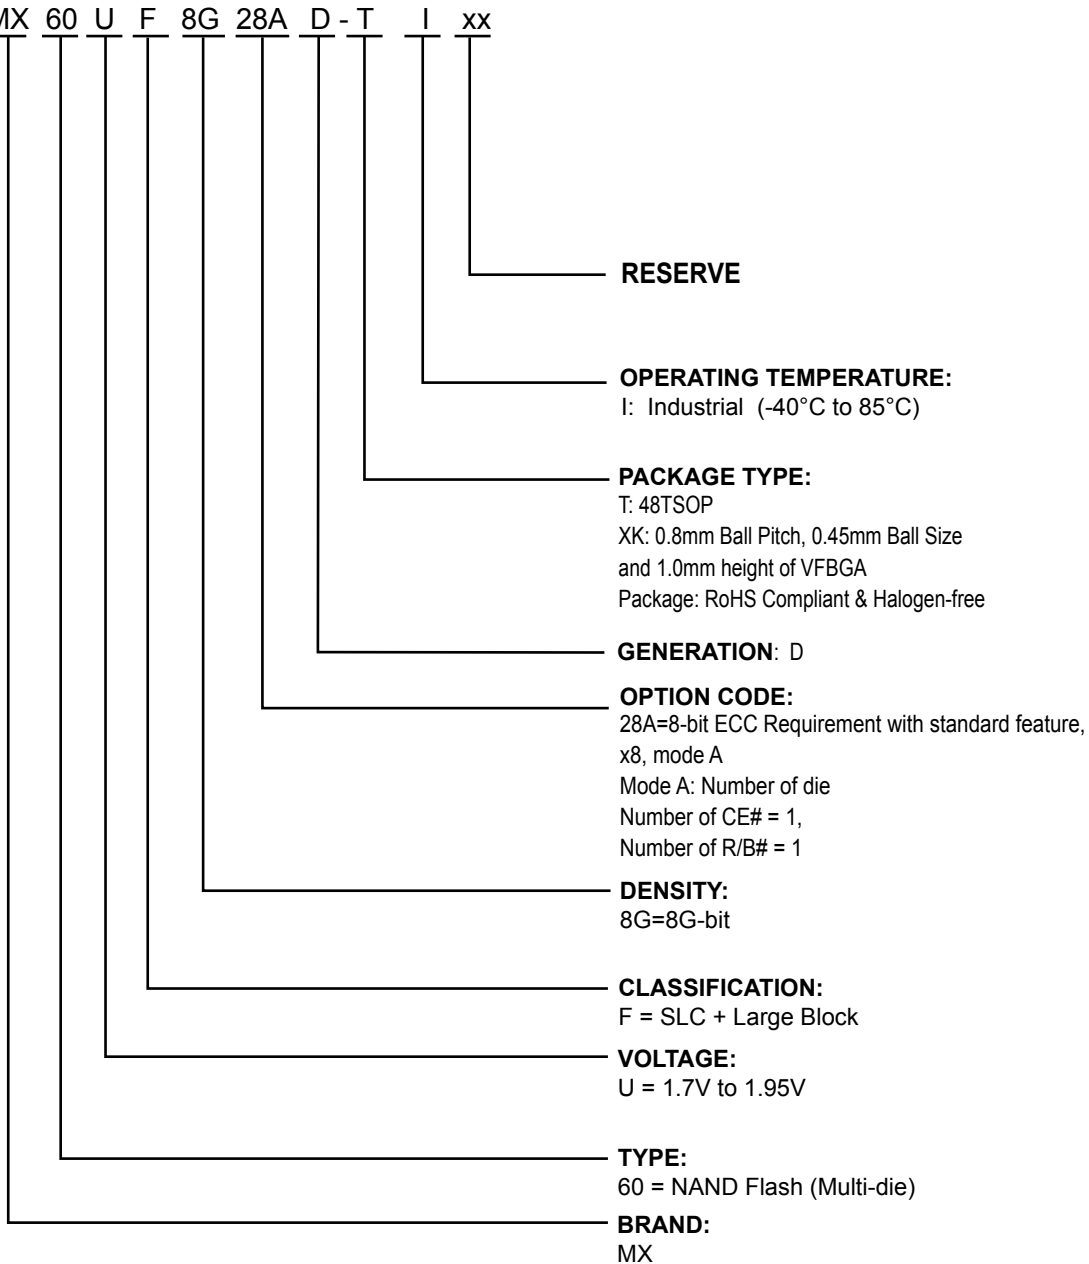 MX 60 U F 8G 28A D - T I xx
RESERVE
OPERATING TEMPERATURE:
I: Industrial (-40°C to 85°C)
PACKAGE TYPE:
T: 48TSOP
XK: 0.8mm Ball Pitch, 0.45mm Ball Size
and 1.0mm height of VFBGA
Package: RoHS Compliant & Halogen-free
GENERATION: D
OPTION CODE:
28A=8-bit ECC Requirement with standard feature,
x8, mode A
Mode A: Number of die
Number of CE# = 1,
Number of R/B# = 1
DENSITY:
8G=8G-bit
CLASSIFICATION:
F = SLC + Large Block
VOLTAGE:
U = 1.7V to 1.95V
TYPE:
60 = NAND Flash (Multi-die)
BRAND:
MX